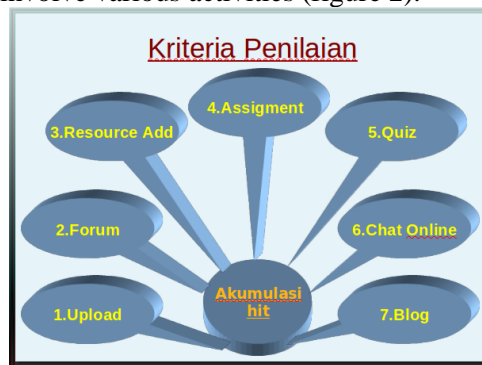 involve various activities (figure 2).
Kriteria Penilaian
4.Assigment
3.Resource Add
5.Quiz
2.Forum
6.Chat Online
Akumulasi
hit
1.Upload
7.Blog